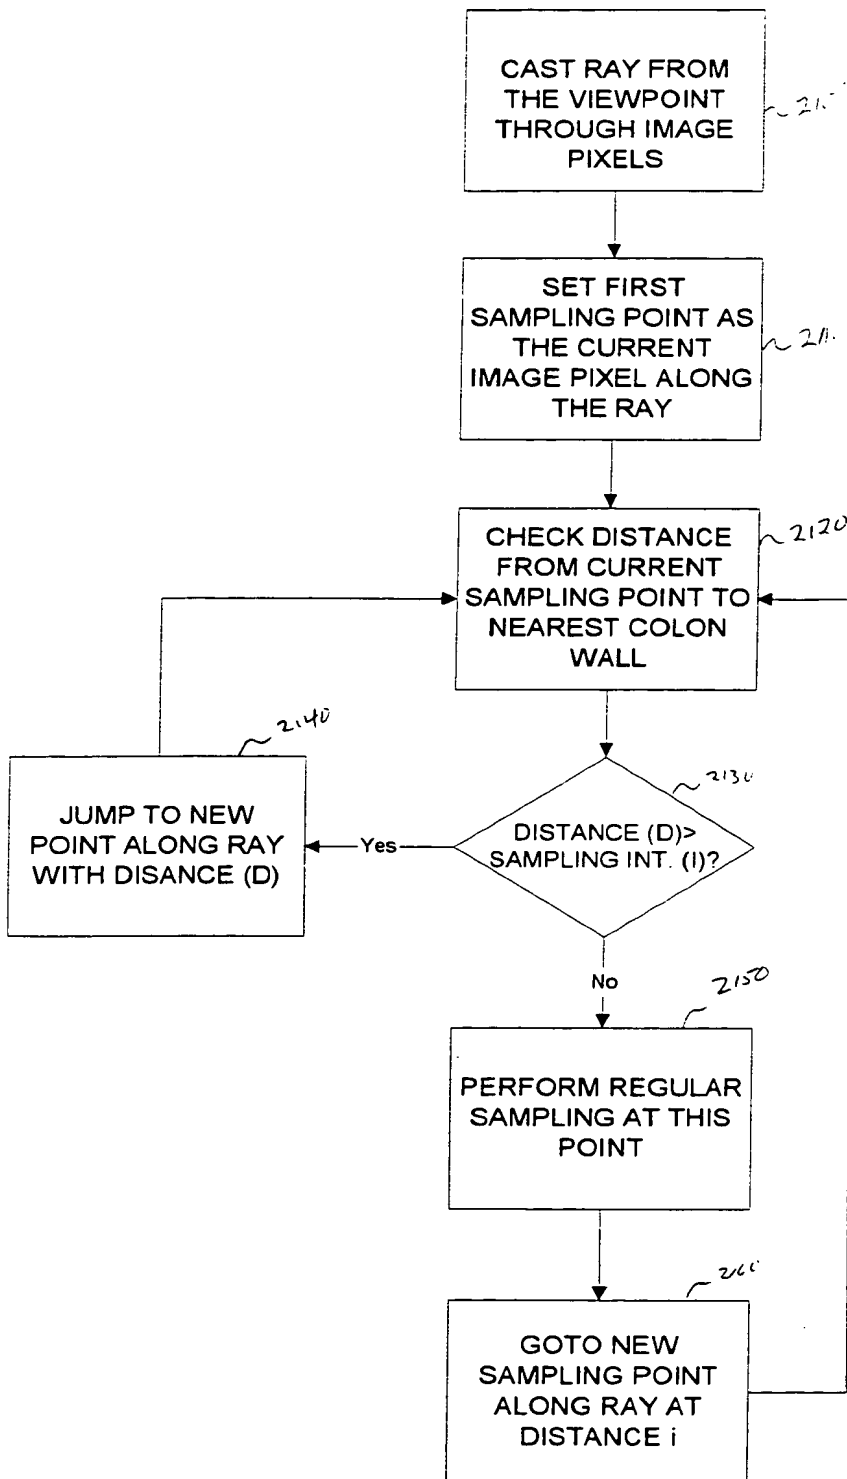 CAST RAY FROM
THE VIEWPOINT
THROUGH IMAGE
PIXELS
SET FIRST
SAMPLING POINT AS
THE CURRENT
IMAGE PIXEL ALONG
THE RAY
CHECK DISTANCE
FROM CURRENT
SAMPLING POINT TO
NEAREST COLON
WALL
2120
2140
JUMP TO NEW
POINT ALONG RAY
WITH DISANCE (D)
Yes
2130
DISTANCE (D)>
SAMPLING INT. (I)?
No
2150
PERFORM REGULAR
SAMPLING AT THIS
POINT
GOTO NEW
SAMPLING POINT
ALONG RAY AT
DISTANCE i